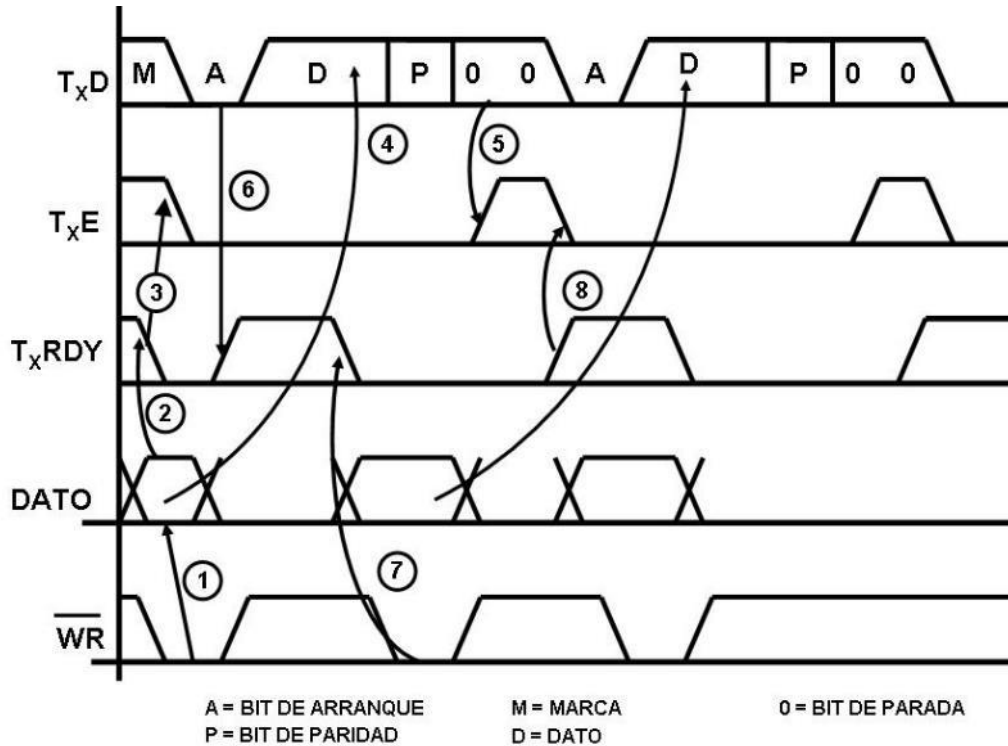 TXD M A D P 0 0 A D P 0 0
4 5
6
TXE
3 8
TXRDY
2
DATO
1 7
WR
A = BIT DE ARRANQUE M = MARCA 0 = BIT DE PARADA
P = BIT DE PARIDAD D = DATO